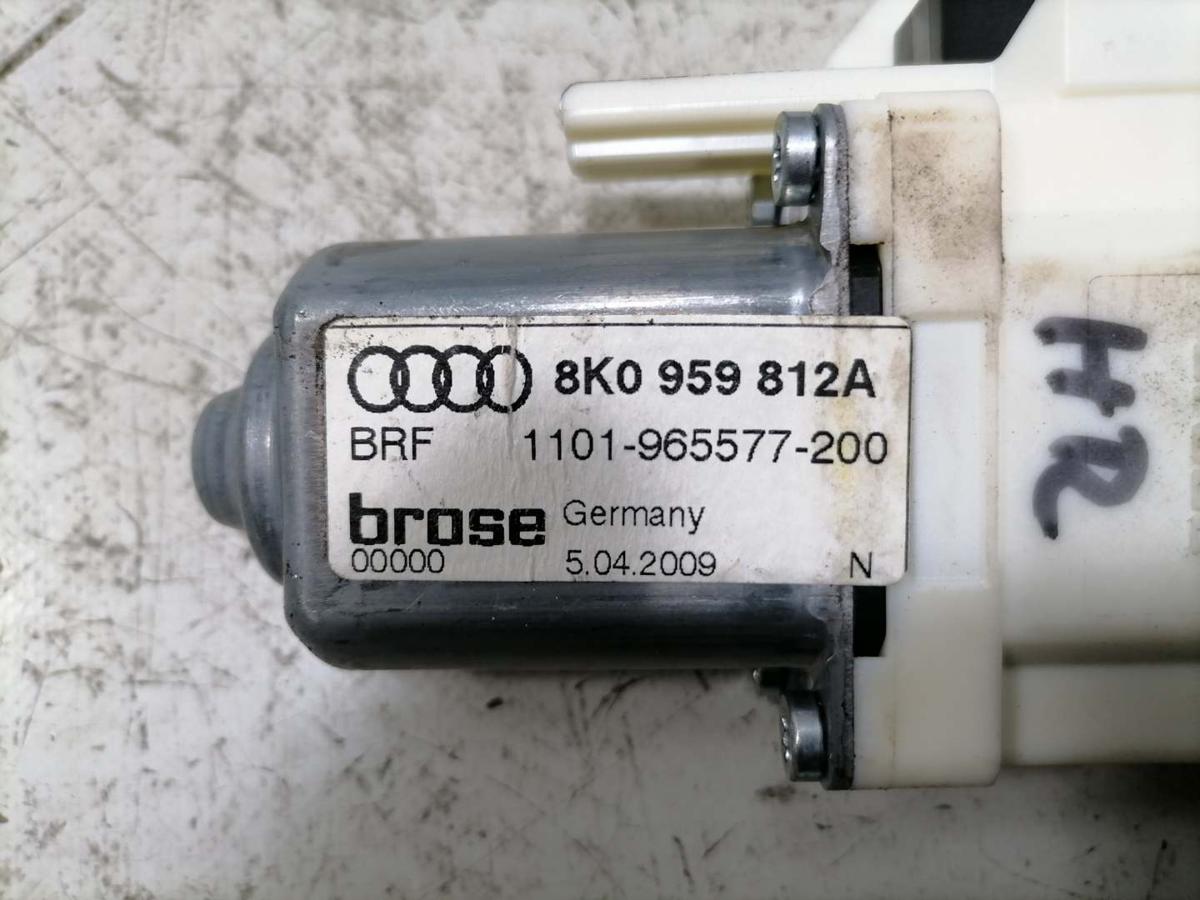 8K0 959 812A
BRF 1101-965577-200
brose Germany
00000 5.04.2009 N
HR